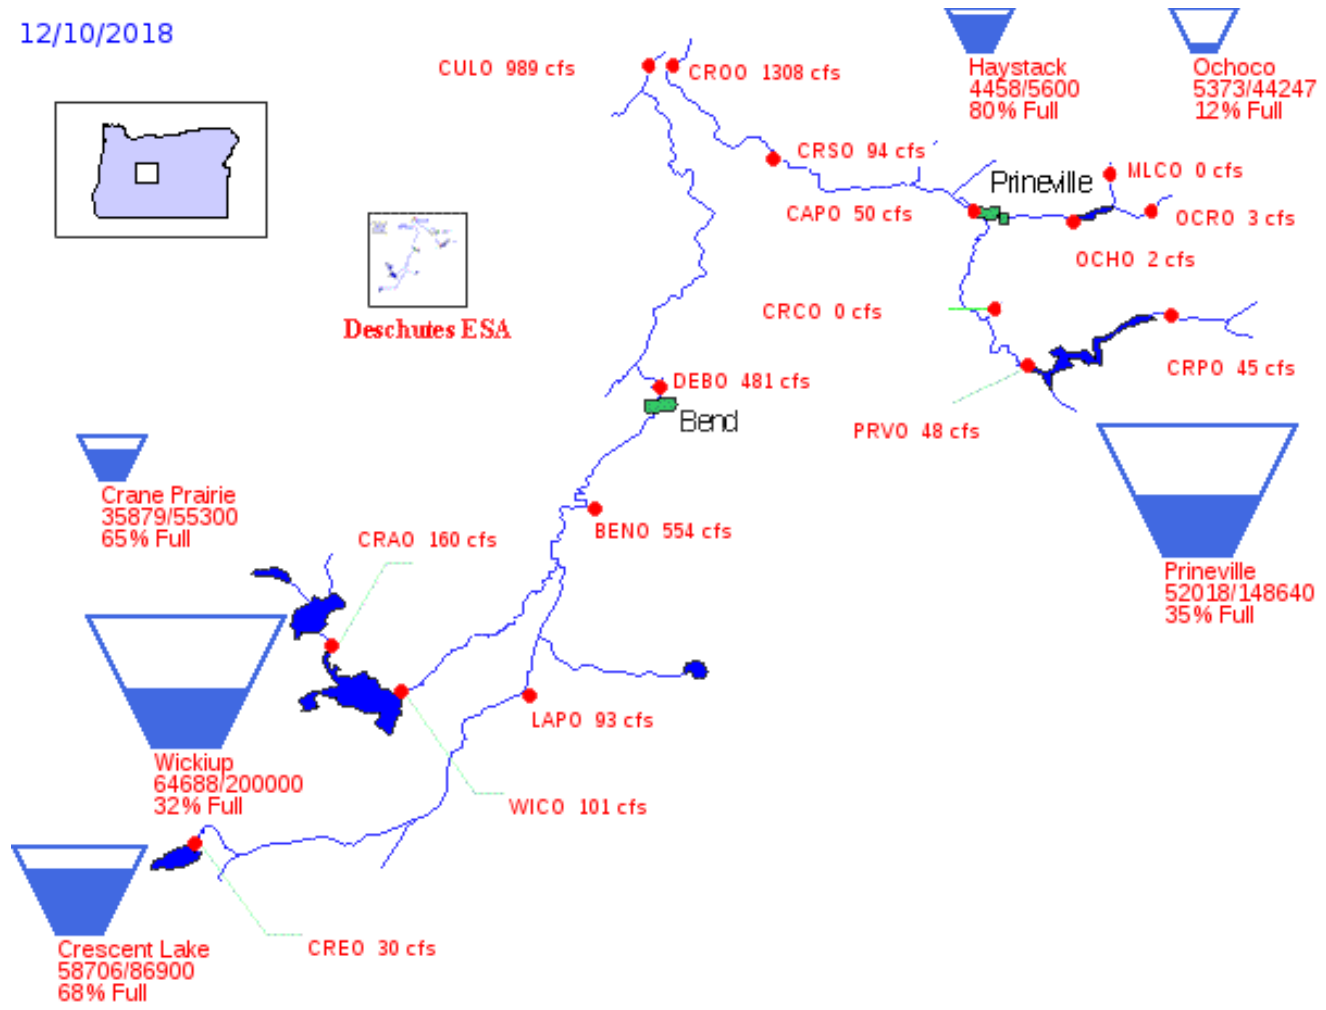 12/10/2018
CULO 989 cfs
CROO 1308 cfs
Haystack
4458/5600
80% Full
Ochoco
5373/44247
12% Full
CRSO 94 cfs
Prineville
MLCO 0 cfs
CAPO 50 cfs
OCRO 3 cfs
OCHO 2 cfs
CRCO 0 cfs
Deschutes ESA
CRPO 45 cfs
DEBO 481 cfs
Bend
PRVO 48 cfs
Crane Prairie
35879/55300
65% Full
BENO 554 cfs
CRAO 160 cfs
Prineville
52018/148640
35% Full
LAPO 93 cfs
Wickiup
64688/200000
32% Full
WICO 101 cfs
CREO 30 cfs
Crescent Lake
58706/86900
68% Full